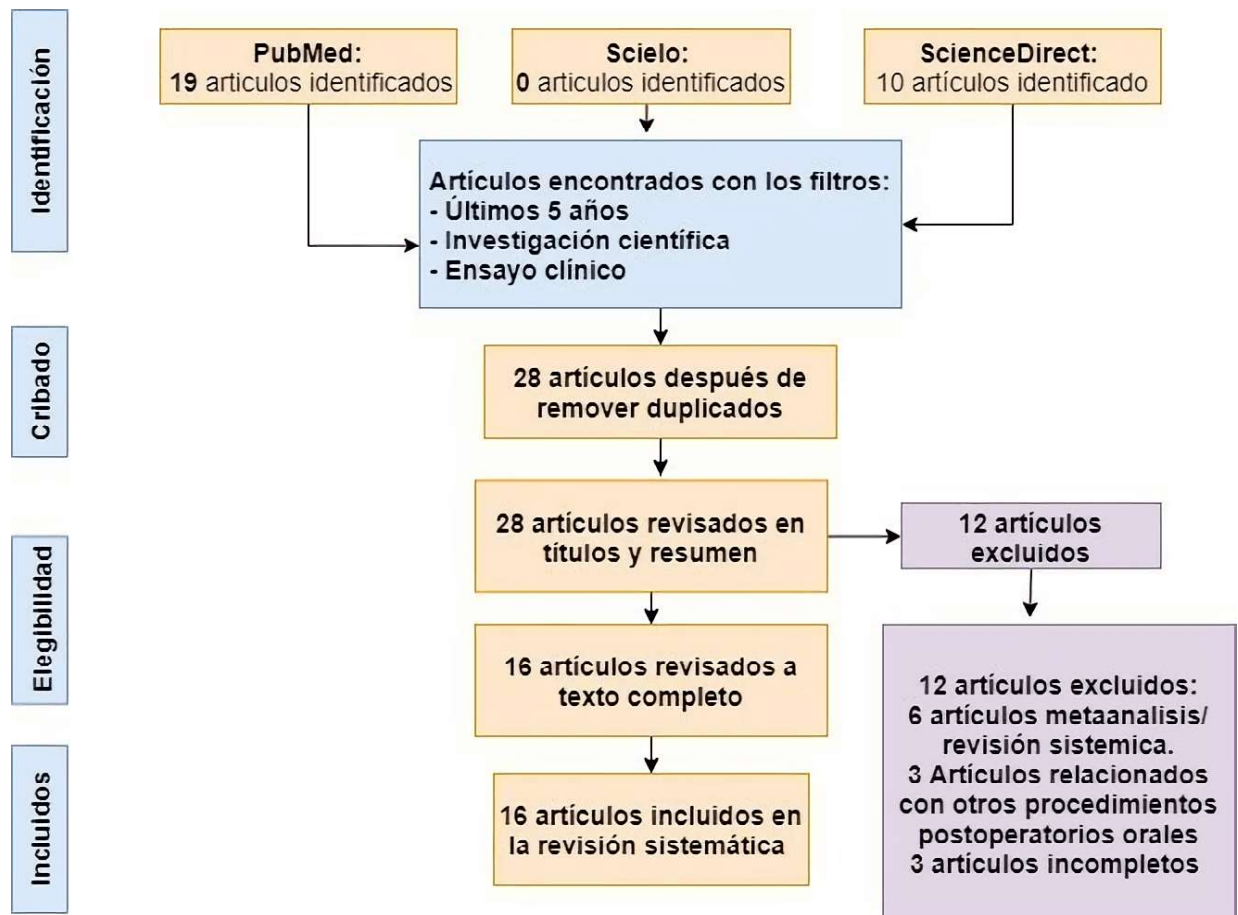 Identificación
PubMed:
19 articulos identificados
Scielo:
0 articulos identificados
ScienceDirect:
10 artículos identificado
Artículos encontrados con los filtros:
- Últimos 5 años
- Investigación científica
- Ensayo clínico
Cribado
28 artículos después de
remover duplicados
Elegibilidad
28 artículos revisados en
títulos y resumen
12 artículos
excluidos
16 artículos revisados a
texto completo
12 artículos excluidos:
6 artículos metaanalisis/
revisión sistemica.
3 Artículos relacionados
con otros procedimientos
postoperatorios orales
3 artículos incompletos
Incluidos
16 artículos incluidos en
la revisión sistemática